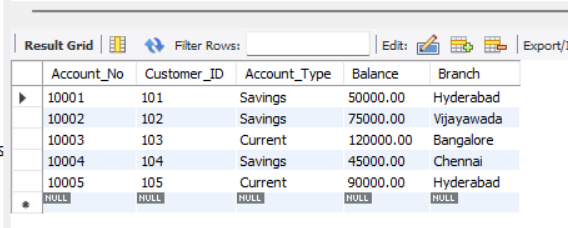 Result Grid Filter Rows: Edit: Export/I
Account_No Customer_ID Account_Type Balance Branch
10001 101 Savings 50000.00 Hyderabad
10002 102 Savings 75000.00 Vijayawada
10003 103 Current 120000.00 Bangalore
s
10004 104 Savings 45000.00 Chennai
10005 105 Current 90000.00 Hyderabad
NULL NULL NULL NULL NULL